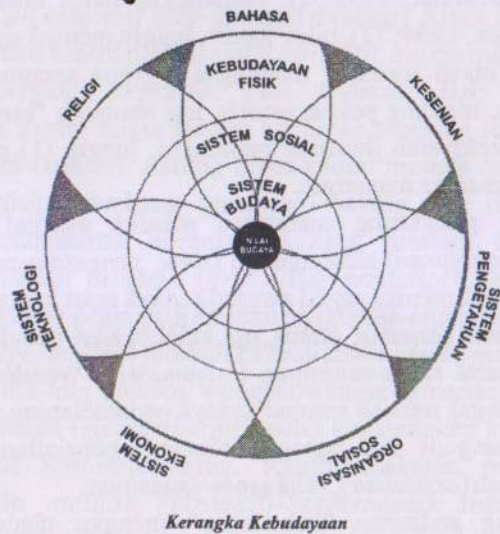 BAHASA
KESENIAN
SISTEM
PENGETAHUAN
ORGANISASI
SOSIAL
SISTEM
EKONOMI
SISTEM
TEKNOLOGI
RELIGI
KEBUDAYAAN
FISIK
SISTEM SOSIAL
SISTEM
BUDAYA
NILAI
BUDAYA
Kerangka Kebudayaan